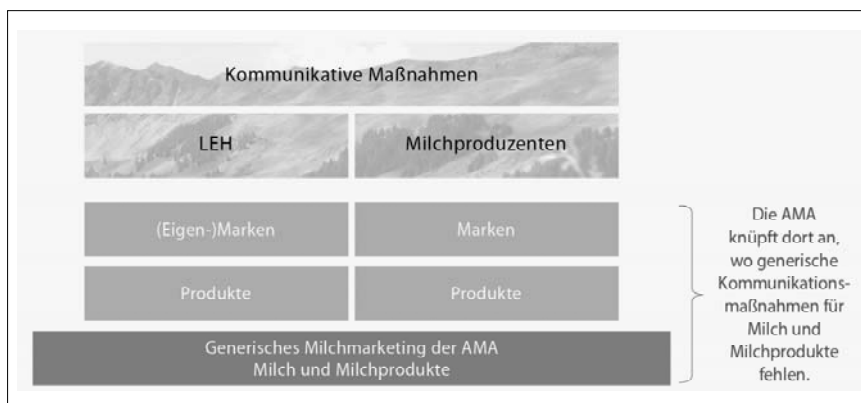 Kommunikative Maßnahmen
LEH
Milchproduzenten
(Eigen-)Marken
Marken
Produkte
Produkte
Generisches Milchmarketing der AMA
Milch und Milchprodukte
Die AMA
knüpft dort an,
wo generische
Kommunikations-
maßnahmen für
Milch und
Milchprodukte
fehlen.